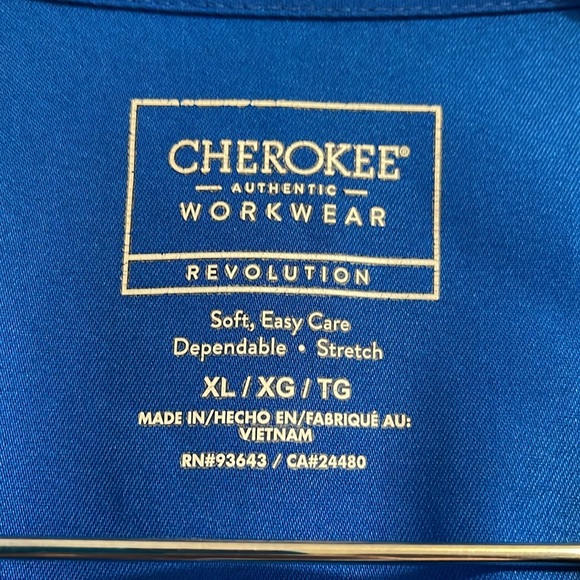 CHEROKEE®
AUTHENTIC
WORKWEAR
REVOLUTION
Soft, Easy Care
Dependable • Stretch
XL / XG / TG
MADE IN/HECHO EN/FABRIQUÉ AU:
VIETNAM
RN#93643 / CA#24480